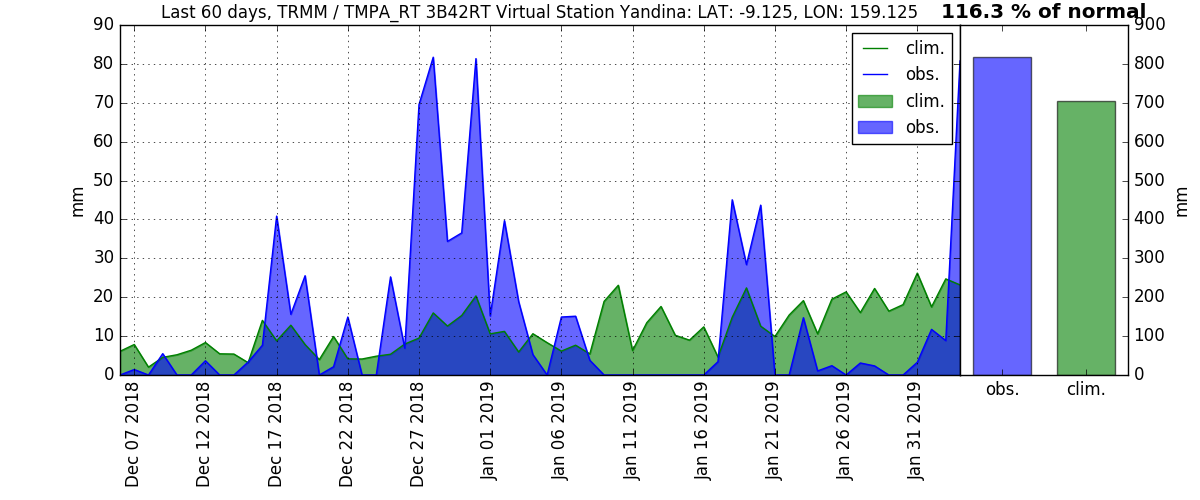 Last 60 days, TRMM / TMPA_RT 3B42RT Virtual Station Yandina: LAT: -9.125, LON: 159.125
116.3 % of normal
90
80
70
60
50
40
30
20
10
0
mm
clim.
obs.
clim.
obs.
900
800
700
600
500
400
300
200
100
0
mm
Dec 07 2018
Dec 12 2018
Dec 17 2018
Dec 22 2018
Dec 27 2018
Jan 01 2019
Jan 06 2019
Jan 11 2019
Jan 16 2019
Jan 21 2019
Jan 26 2019
Jan 31 2019
obs.
clim.